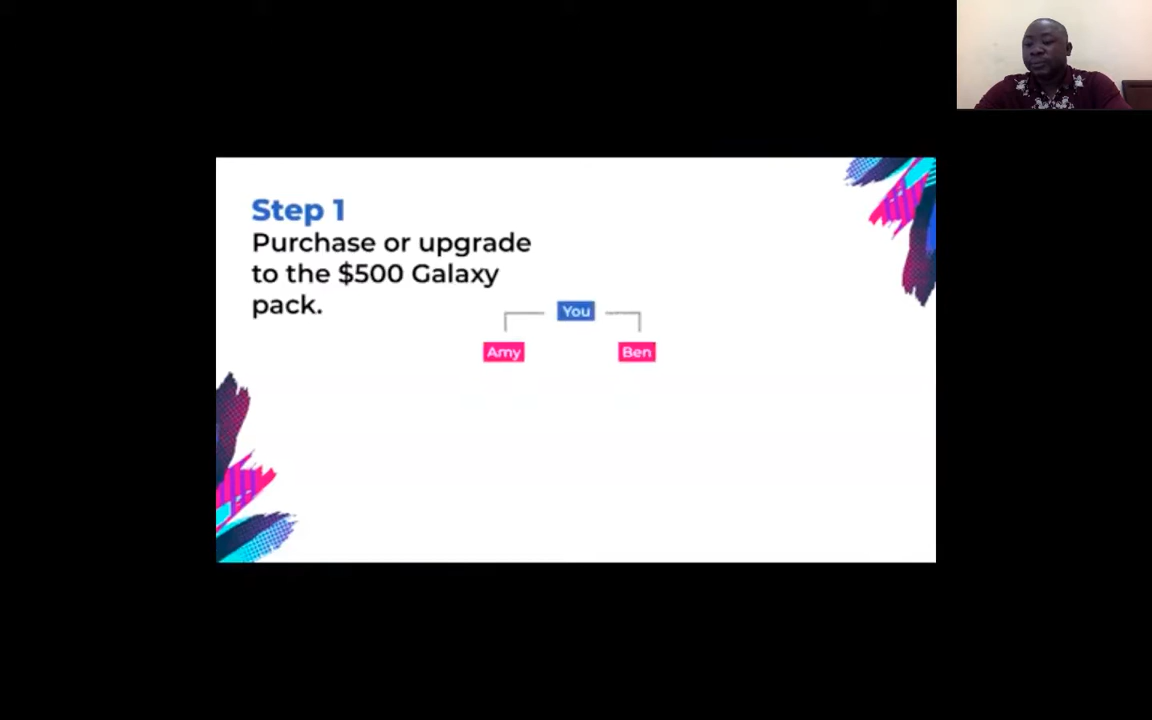 Step 1
Purchase or upgrade
to the $500 Galaxy
pack.
You
Amy
Ben